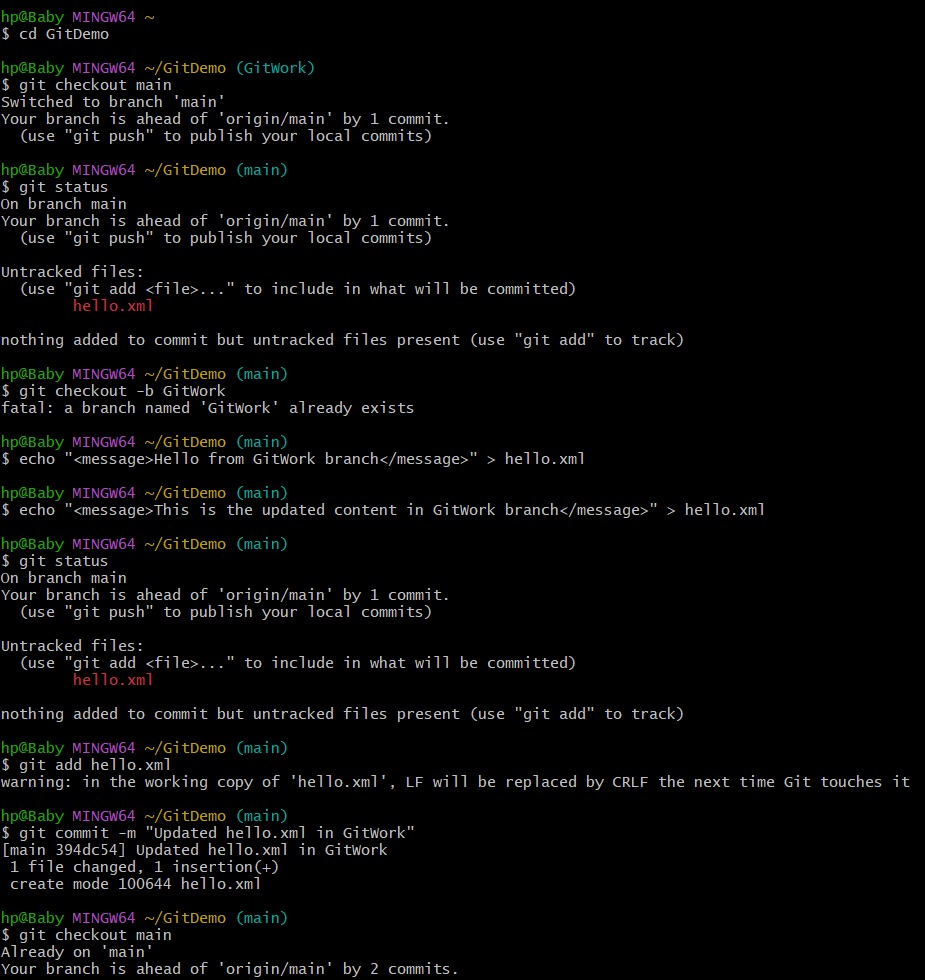 hp@Baby MINGW64 ~
$ cd GitDemo
hp@Baby MINGW64 ~/GitDemo (GitWork)
$ git checkout main
Switched to branch 'main'
Your branch is ahead of 'origin/main' by 1 commit.
  (use "git push" to publish your local commits)
hp@Baby MINGW64 ~/GitDemo (main)
$ git status
On branch main
Your branch is ahead of 'origin/main' by 1 commit.
  (use "git push" to publish your local commits)
Untracked files:
  (use "git add <file>..." to include in what will be committed)
        hello.xml
nothing added to commit but untracked files present (use "git add" to track)
hp@Baby MINGW64 ~/GitDemo (main)
$ git checkout -b GitWork
fatal: a branch named 'GitWork' already exists
hp@Baby MINGW64 ~/GitDemo (main)
$ echo "<message>Hello from GitWork branch</message>" > hello.xml
hp@Baby MINGW64 ~/GitDemo (main)
$ echo "<message>This is the updated content in GitWork branch</message>" > hello.xml
hp@Baby MINGW64 ~/GitDemo (main)
$ git status
On branch main
Your branch is ahead of 'origin/main' by 1 commit.
  (use "git push" to publish your local commits)
Untracked files:
  (use "git add <file>..." to include in what will be committed)
        hello.xml
nothing added to commit but untracked files present (use "git add" to track)
hp@Baby MINGW64 ~/GitDemo (main)
$ git add hello.xml
warning: in the working copy of 'hello.xml', LF will be replaced by CRLF the next time Git touches it
hp@Baby MINGW64 ~/GitDemo (main)
$ git commit -m "Updated hello.xml in GitWork"
[main 394dc54] Updated hello.xml in GitWork
 1 file changed, 1 insertion(+)
 create mode 100644 hello.xml
hp@Baby MINGW64 ~/GitDemo (main)
$ git checkout main
Already on 'main'
Your branch is ahead of 'origin/main' by 2 commits.